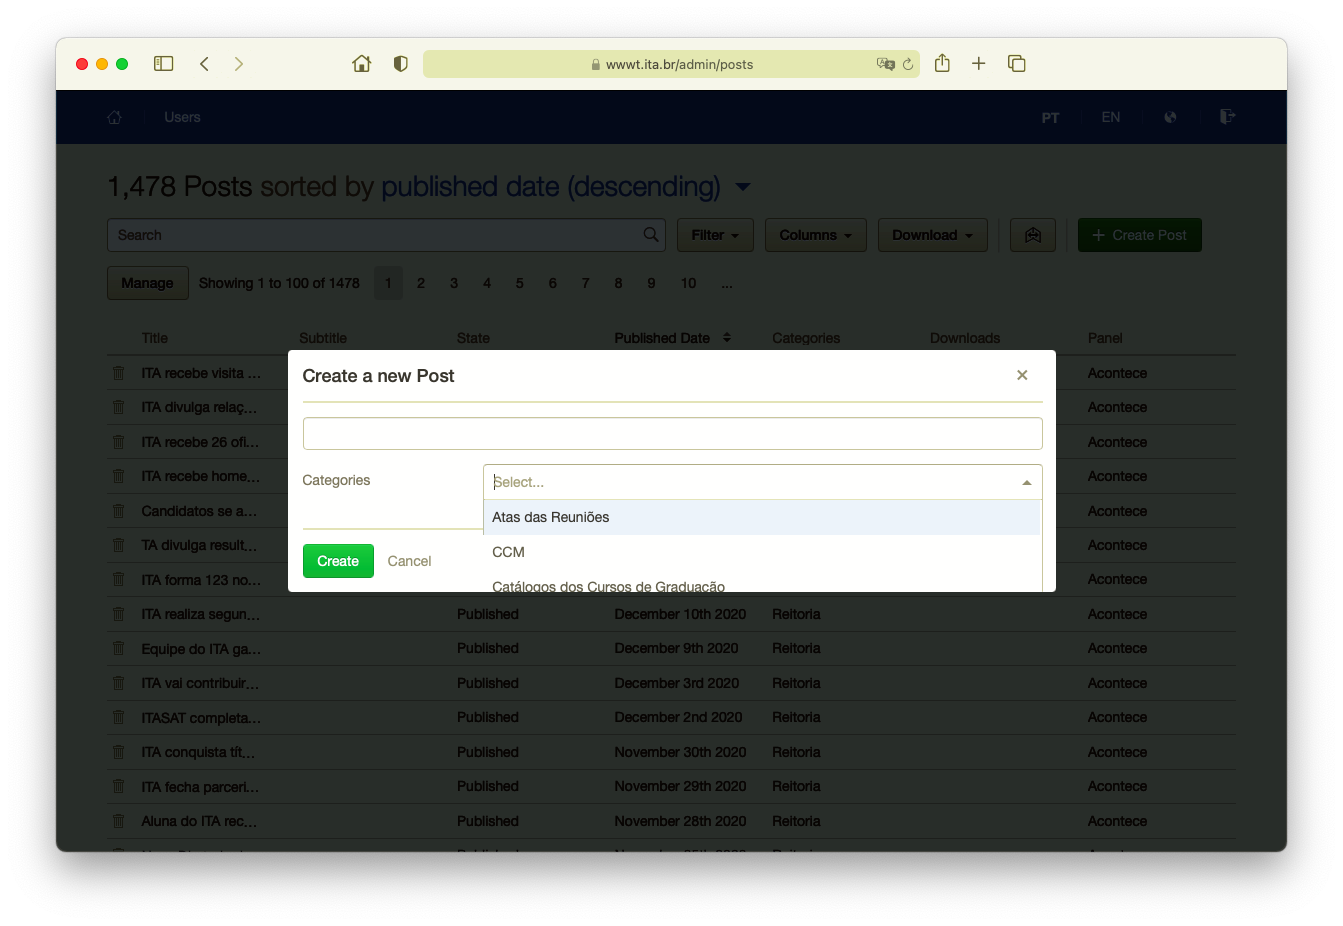 wwwt.ita.br/admin/posts
Users PT EN
1,478 Posts sorted by published date (descending)
Search Filter Columns Download + Create Post
Manage Showing 1 to 100 of 1478 1 2 3 4 5 6 7 8 9 10 ...
Title Subtitle State Published Date Categories Downloads Panel
Create a new Post ×
Categories Select...
Atas das Reuniões
CCM
Catálogos dos Cursos de Graduação
Create Cancel
ITA recebe visita ... Acontece
ITA divulga relaç... Acontece
ITA recebe 26 ofi... Acontece
ITA recebe home... Acontece
Candidatos se a... Acontece
TA divulga result... Acontece
ITA forma 123 no... Acontece
ITA realiza segun... Published December 10th 2020 Reitoria Acontece
Equipe do ITA ga... Published December 9th 2020 Reitoria Acontece
ITA vai contribuir... Published December 3rd 2020 Reitoria Acontece
ITASAT completa... Published December 2nd 2020 Reitoria Acontece
ITA conquista tít... Published November 30th 2020 Reitoria Acontece
ITA fecha parceri... Published November 29th 2020 Reitoria Acontece
Aluna do ITA rec... Published November 28th 2020 Reitoria Acontece